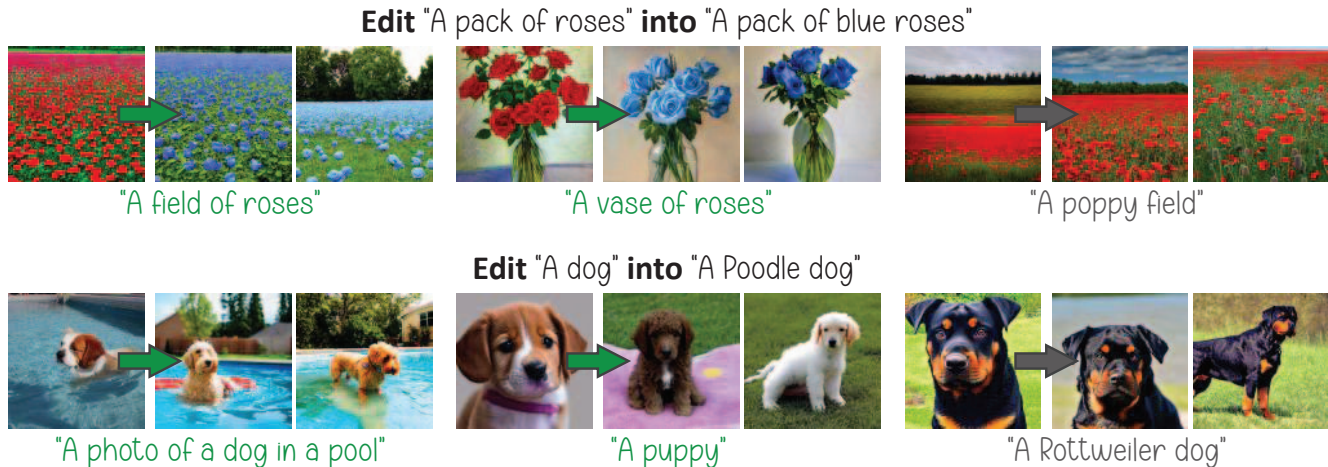 Edit "A pack of roses" into "A pack of blue roses"
"A field of roses" "A vase of roses" "A poppy field"
Edit "A dog" into "A Poodle dog"
"A photo of a dog in a pool" "A puppy" "A Rottweiler dog"